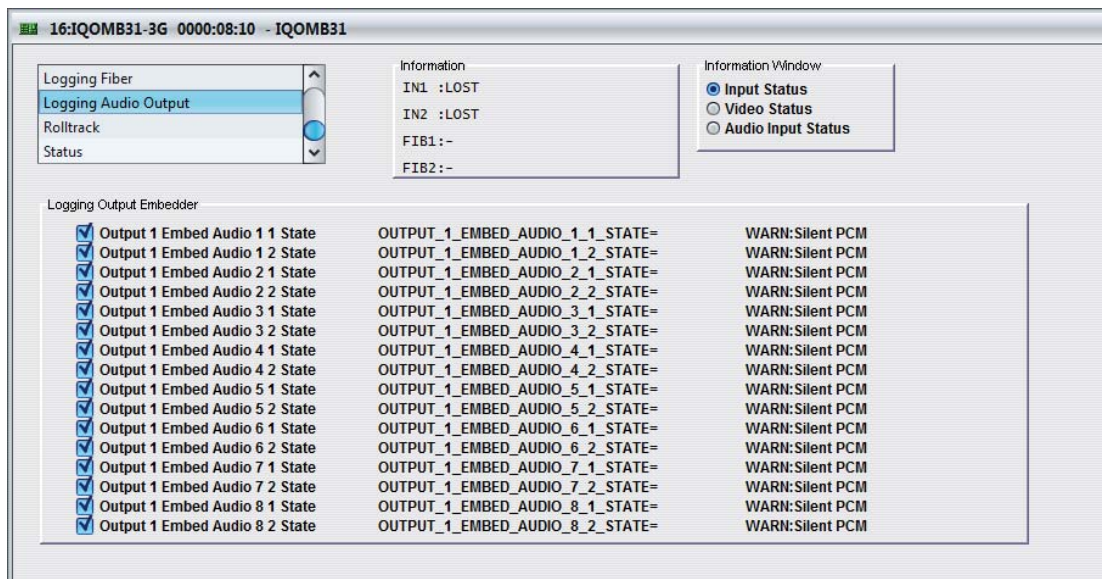 16:IQOMB31-3G 0000:08:10 - IQOMB31
Logging Fiber
Logging Audio Output
Rolltrack
Status
Information
IN1 :LOST
IN2 :LOST
FIB1:-
FIB2:-
Information Window
Input Status
Video Status
Audio Input Status
Logging Output Embedder
Output 1 Embed Audio 1 1 State OUTPUT_1_EMBED_AUDIO_1_1_STATE= WARN:Silent PCM
Output 1 Embed Audio 1 2 State OUTPUT_1_EMBED_AUDIO_1_2_STATE= WARN:Silent PCM
Output 1 Embed Audio 2 1 State OUTPUT_1_EMBED_AUDIO_2_1_STATE= WARN:Silent PCM
Output 1 Embed Audio 2 2 State OUTPUT_1_EMBED_AUDIO_2_2_STATE= WARN:Silent PCM
Output 1 Embed Audio 3 1 State OUTPUT_1_EMBED_AUDIO_3_1_STATE= WARN:Silent PCM
Output 1 Embed Audio 3 2 State OUTPUT_1_EMBED_AUDIO_3_2_STATE= WARN:Silent PCM
Output 1 Embed Audio 4 1 State OUTPUT_1_EMBED_AUDIO_4_1_STATE= WARN:Silent PCM
Output 1 Embed Audio 4 2 State OUTPUT_1_EMBED_AUDIO_4_2_STATE= WARN:Silent PCM
Output 1 Embed Audio 5 1 State OUTPUT_1_EMBED_AUDIO_5_1_STATE= WARN:Silent PCM
Output 1 Embed Audio 5 2 State OUTPUT_1_EMBED_AUDIO_5_2_STATE= WARN:Silent PCM
Output 1 Embed Audio 6 1 State OUTPUT_1_EMBED_AUDIO_6_1_STATE= WARN:Silent PCM
Output 1 Embed Audio 6 2 State OUTPUT_1_EMBED_AUDIO_6_2_STATE= WARN:Silent PCM
Output 1 Embed Audio 7 1 State OUTPUT_1_EMBED_AUDIO_7_1_STATE= WARN:Silent PCM
Output 1 Embed Audio 7 2 State OUTPUT_1_EMBED_AUDIO_7_2_STATE= WARN:Silent PCM
Output 1 Embed Audio 8 1 State OUTPUT_1_EMBED_AUDIO_8_1_STATE= WARN:Silent PCM
Output 1 Embed Audio 8 2 State OUTPUT_1_EMBED_AUDIO_8_2_STATE= WARN:Silent PCM